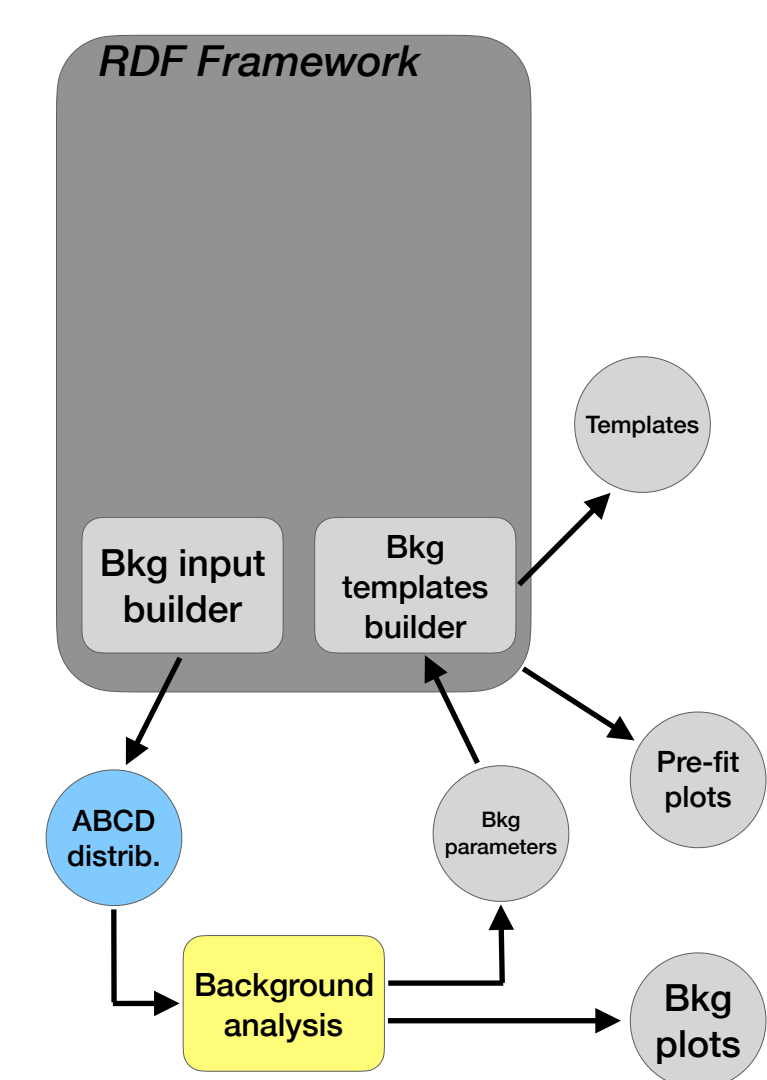 RDF Framework
Templates
Bkg input
builder
Bkg
templates
builder
Pre-fit
plots
ABCD
distrib.
Bkg
parameters
Background
analysis
Bkg
plots